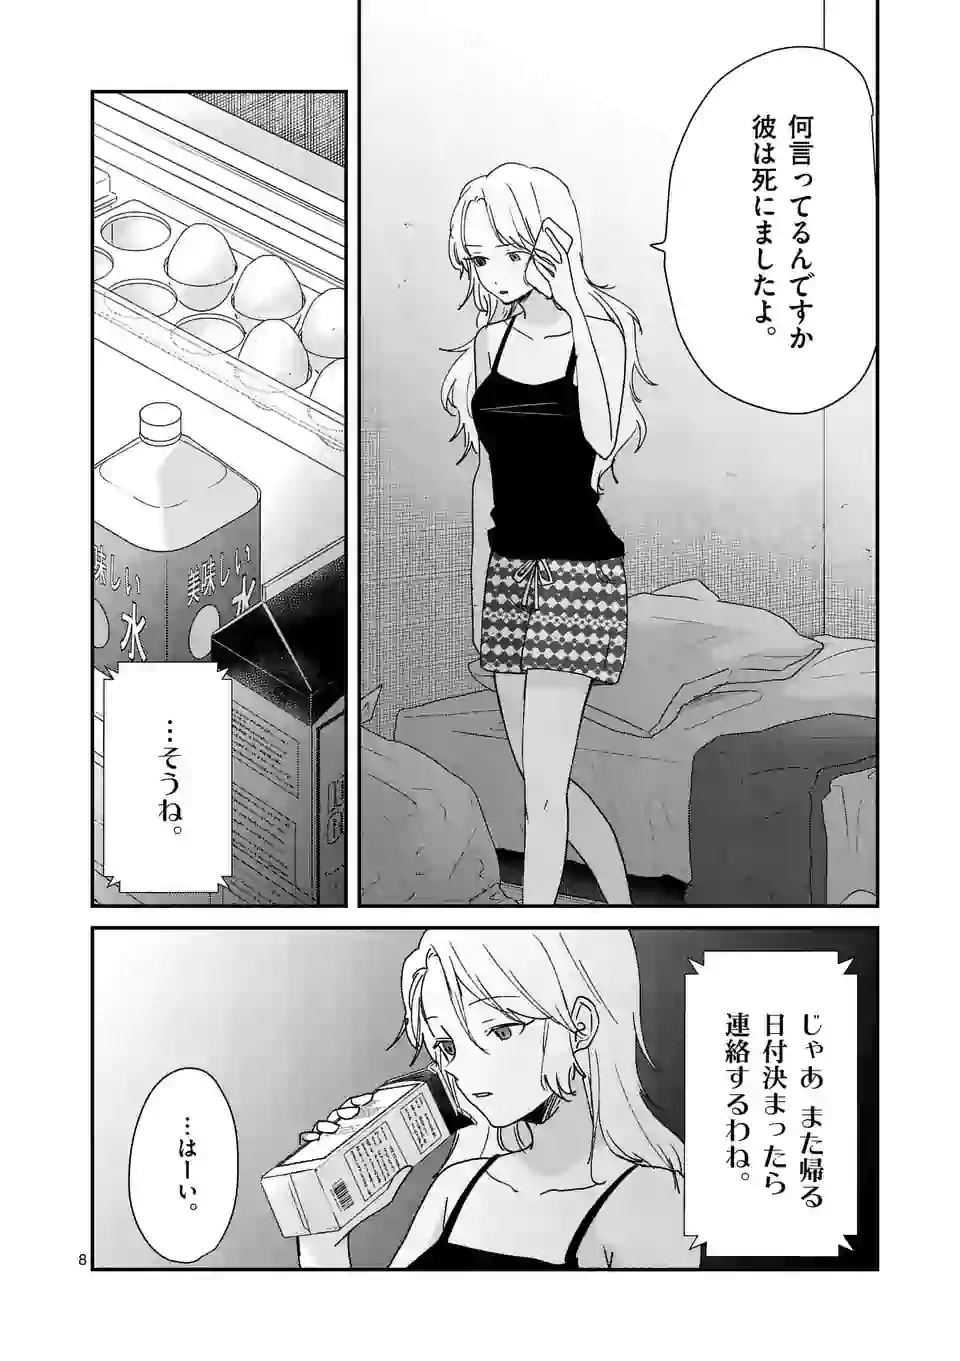 何言ってるんですか
彼は死にましたよ。
味しい
水
美味しい
水
…そうね。
じゃあ また帰る
日付決まったら
連絡するわね。
…はーい。
8